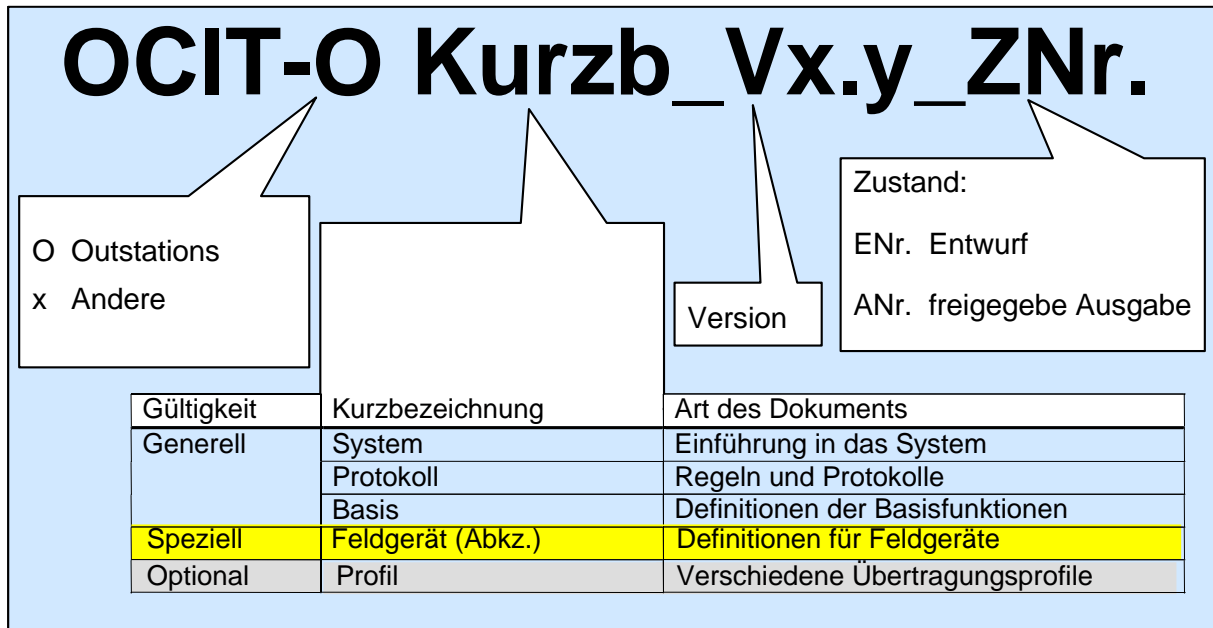 OCIT-O Kurzb_Vx.y_ZNr.
O Outstations
x Andere
Version
Zustand:
ENr. Entwurf
ANr. freigegebe Ausgabe
Gültigkeit Kurzbezeichnung Art des Dokuments
Generell System Einführung in das System
Protokoll Regeln und Protokolle
Basis Definitionen der Basisfunktionen
Speziell Feldgerät (Abkz.) Definitionen für Feldgeräte
Optional Profil Verschiedene Übertragungsprofile